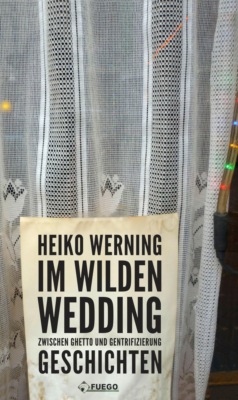 HEIKO WERNING
IM WILDEN
WEDDING
ZWISCHEN GHETTO UND GENTRIFIZIERUNG
GESCHICHTEN
FUEGO